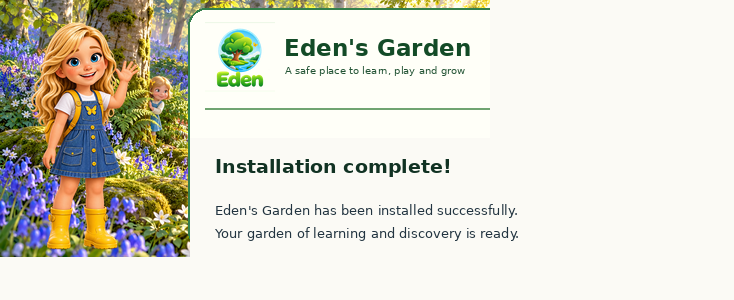 Eden's Garden
A safe place to learn, play and grow
Eden
Installation complete!
Eden's Garden has been installed successfully.
Your garden of learning and discovery is ready.